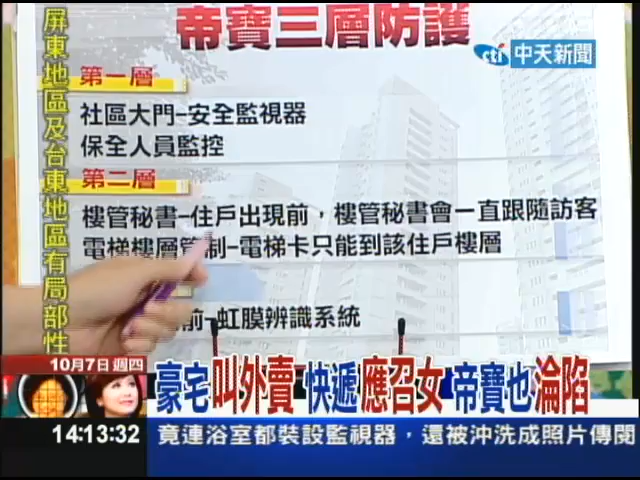 帝寶三層防護
cti 中天新聞
第一層
社區大門-安全監視器
保全人員監控
第二層
樓管秘書-住戶出現前，樓管秘書會一直跟隨訪客
電梯樓層管制-電梯卡只能到該住戶樓層
前-虹膜辨識系統
屏東地區及台東地區有局部性
10月7日 週四
豪宅叫外賣 快遞應召女 帝寶也淪陷
14:13:32
竟連浴室都裝設監視器，還被沖洗成照片傳閱